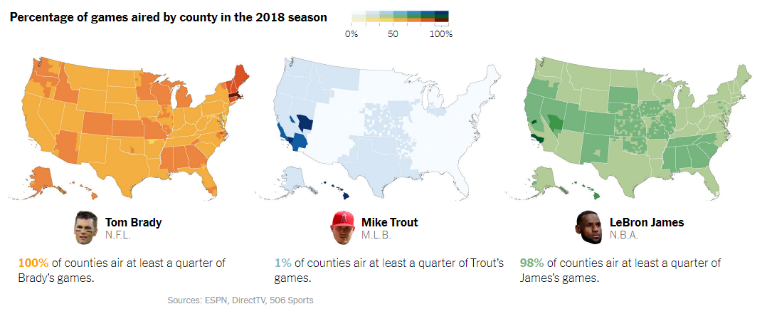 Percentage of games aired by county in the 2018 season
0% 50 100%
Tom Brady
N.F.L.
Mike Trout
M.L.B.
LeBron James
N.B.A.
100% of counties air at least a quarter of
Brady's games.
1% of counties air at least a quarter of Trout's
games.
98% of counties air at least a quarter of
James's games.
Sources: ESPN, DirectTV, 506 Sports